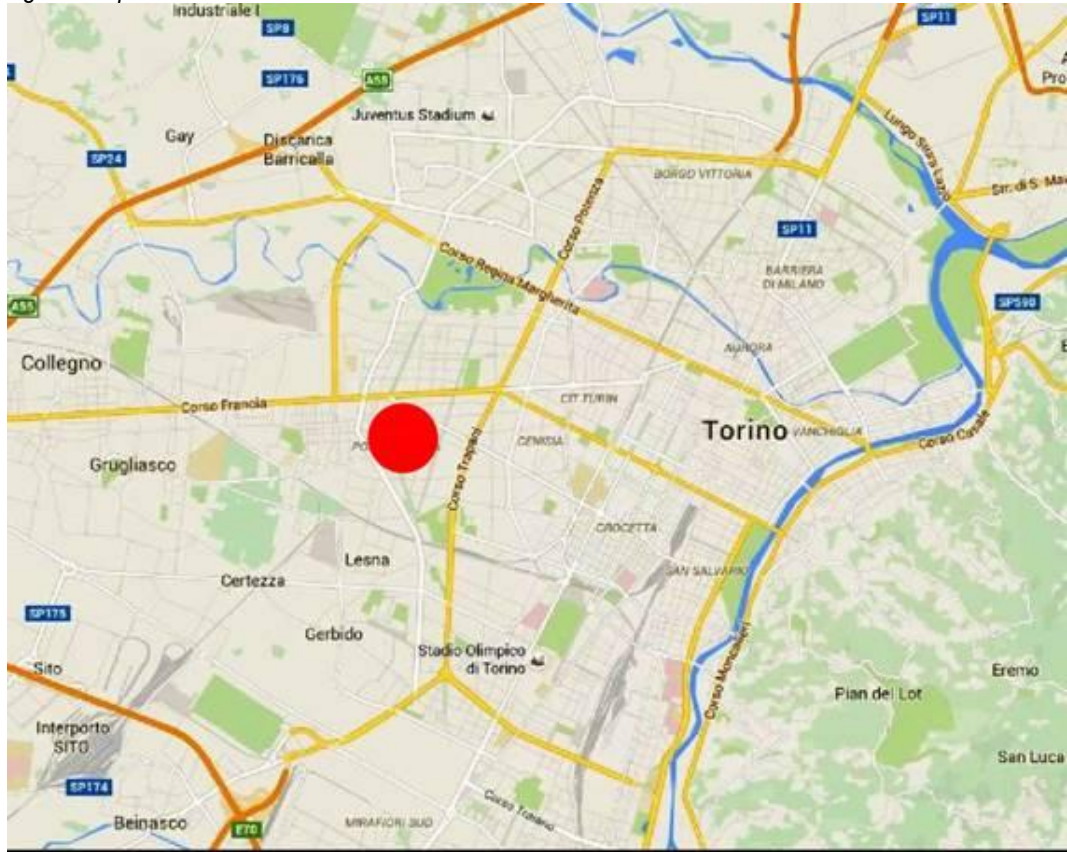 Industriale I
SP8
SP11
SP176
A55
Juventus Stadium
Gay
Discarica
Barricalla
SP24
BORGO VITTORIA
Lungo Stura Lazio
Corso Potenza
SP11
Corso Regina Margherita
BARRIERA
DI MILANO
A55
SP590
Collegno
AURORA
Corso Francia
CIT TURIN
Torino
VANCHIGLIA
Corso Casale
CENISIA
Grugliasco
Corso Trapani
CROCETTA
Lesna
Certezza
SAN SALVARIO
SP175
Gerbido
Stadio Olimpico
di Torino
Sito
Corso Moncalieri
Eremo
Pian del Lot
Interporto
SITO
San Luca
SP174
Beinasco
E70
MIRAFIORI SUD
Corso Traiano